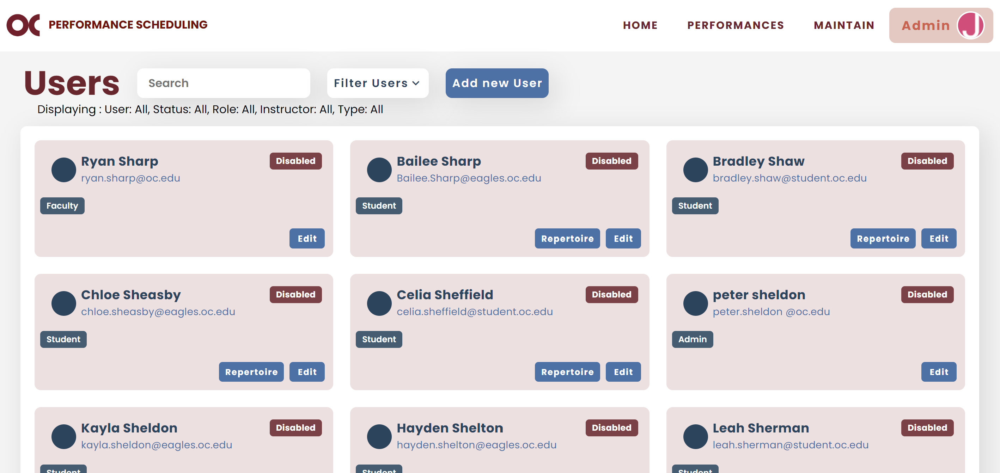 OC PERFORMANCE SCHEDULING
HOME PERFORMANCES MAINTAIN Admin J
Users Search Filter Users Add new User
Displaying : User: All, Status: All, Role: All, Instructor: All, Type: All
Ryan Sharp Disabled
ryan.sharp@oc.edu
Faculty
Edit
Bailee Sharp Disabled
Bailee.Sharp@eagles.oc.edu
Student
Repertoire Edit
Bradley Shaw Disabled
bradley.shaw@student.oc.edu
Student
Repertoire Edit
Chloe Sheasby Disabled
chloe.sheasby@eagles.oc.edu
Student
Repertoire Edit
Celia Sheffield Disabled
celia.sheffield@student.oc.edu
Student
Repertoire Edit
peter sheldon Disabled
peter.sheldon @oc.edu
Admin
Edit
Kayla Sheldon Disabled
kayla.sheldon@eagles.oc.edu
Student
Hayden Shelton Disabled
hayden.shelton@eagles.oc.edu
Student
Leah Sherman Disabled
leah.sherman@student.oc.edu
Student